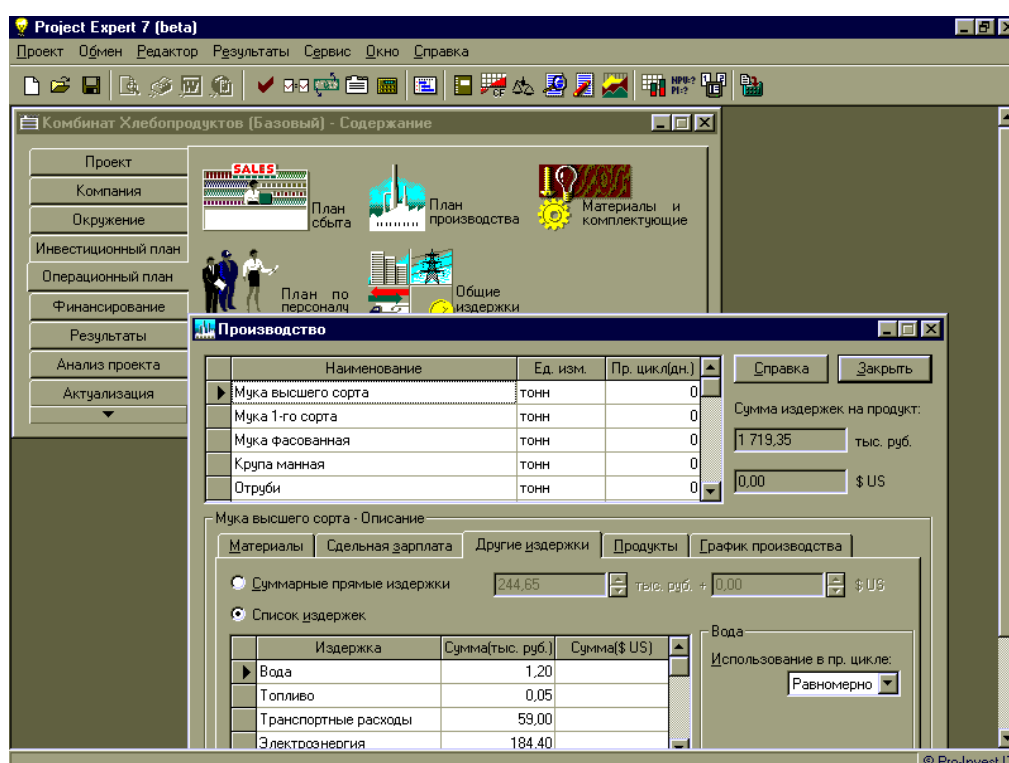 Project Expert 7 (beta)
Проект Обмен Редактор Результаты Сервис Окно Справка
CF NPV:? PI:?
Комбинат Хлебопродуктов (Базовый) - Содержание
Проект
Компания
Окружение
Инвестиционный план
Операционный план
Финансирование
Результаты
Анализ проекта
Актуализация
SALES
План
сбыта
План
производства
Материалы и
комплектующие
План по
персоналу
Общие
издержки
Производство
Наименование Ед. изм. Пр. цикл(дн.)
Мука высшего сорта тонн 0
Мука 1-го сорта тонн 0
Мука фасованная тонн 0
Крупа манная тонн 0
Отруби тонн 0
Справка Закрыть
Сумма издержек на продукт:
1 719,35 тыс. руб.
0,00 $ US
Мука высшего сорта - Описание
Материалы Сдельная зарплата Другие издержки Продукты График производства
Суммарные прямые издержки 244,65 тыс. руб. + 0,00 $ US
Список издержек
Издержка Сумма(тыс. руб.) Сумма($ US)
Вода 1,20
Топливо 0,05
Транспортные расходы 59,00
Электроэнергия 184,40
Вода
Использование в пр. цикле:
Равномерно
© Pro-Invest